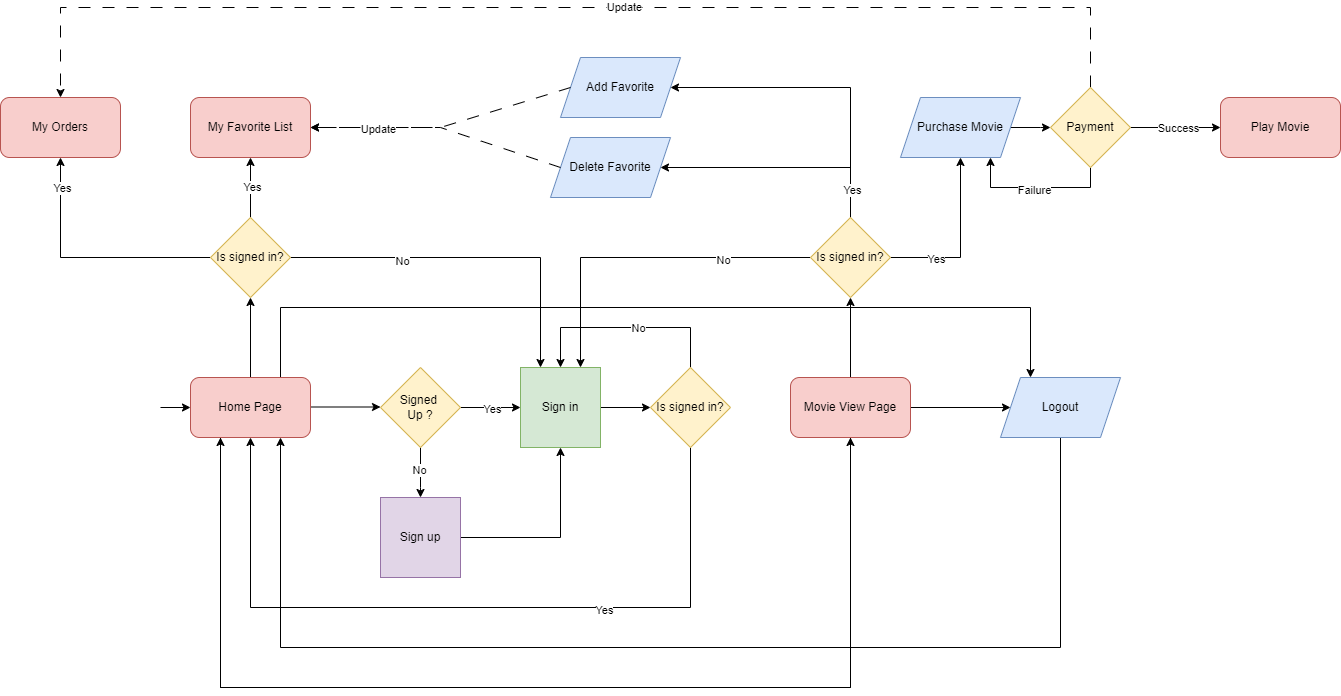 Update
Add Favorite
My Orders
My Favorite List
Update
Purchase Movie
Payment
Success
Play Movie
Delete Favorite
Yes
Yes
Yes
Failure
Is signed in?
No
No
Is signed in?
Yes
No
Home Page
Signed
Up ?
Yes
Sign in
Is signed in?
Movie View Page
Logout
No
Sign up
Yes